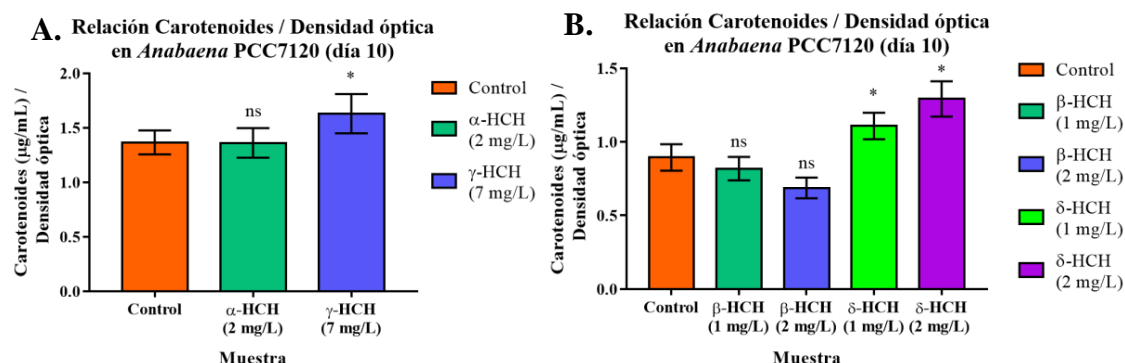 A.
Relación Carotenoides / Densidad óptica
en Anabaena PCC7120 (día 10)
Carotenoides (µg/mL) /
Densidad óptica
2.0
1.5
1.0
0.5
0.0
ns
*
Control
α-HCH
(2 mg/L)
γ-HCH
(7 mg/L)
Muestra
Control
α-HCH
(2 mg/L)
γ-HCH
(7 mg/L)
B.
Relación Carotenoides / Densidad óptica
en Anabaena PCC7120 (día 10)
Carotenoides (µg/mL) /
Densidad óptica
1.5
1.0
0.5
0.0
ns
ns
*
*
Control
β-HCH
(1 mg/L)
β-HCH
(2 mg/L)
δ-HCH
(1 mg/L)
δ-HCH
(2 mg/L)
Muestra
Control
β-HCH
(1 mg/L)
β-HCH
(2 mg/L)
δ-HCH
(1 mg/L)
δ-HCH
(2 mg/L)